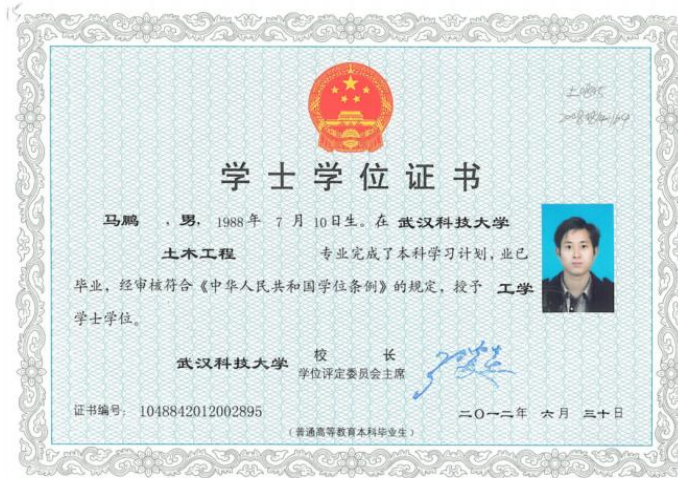 学士学位证书
马鹏 ，男，1988年 7 月 10日生。在 武汉科技大学
土木工程 专业完成了本科学习计划，业已
毕业，经审核符合《中华人民共和国学位条例》的规定，授予 工学
学士学位。
武汉科技大学 校 长
学位评定委员会主席
证书编号： 1048842012002895
二〇一二年 六月 三十日
（普通高等教育本科毕业生）